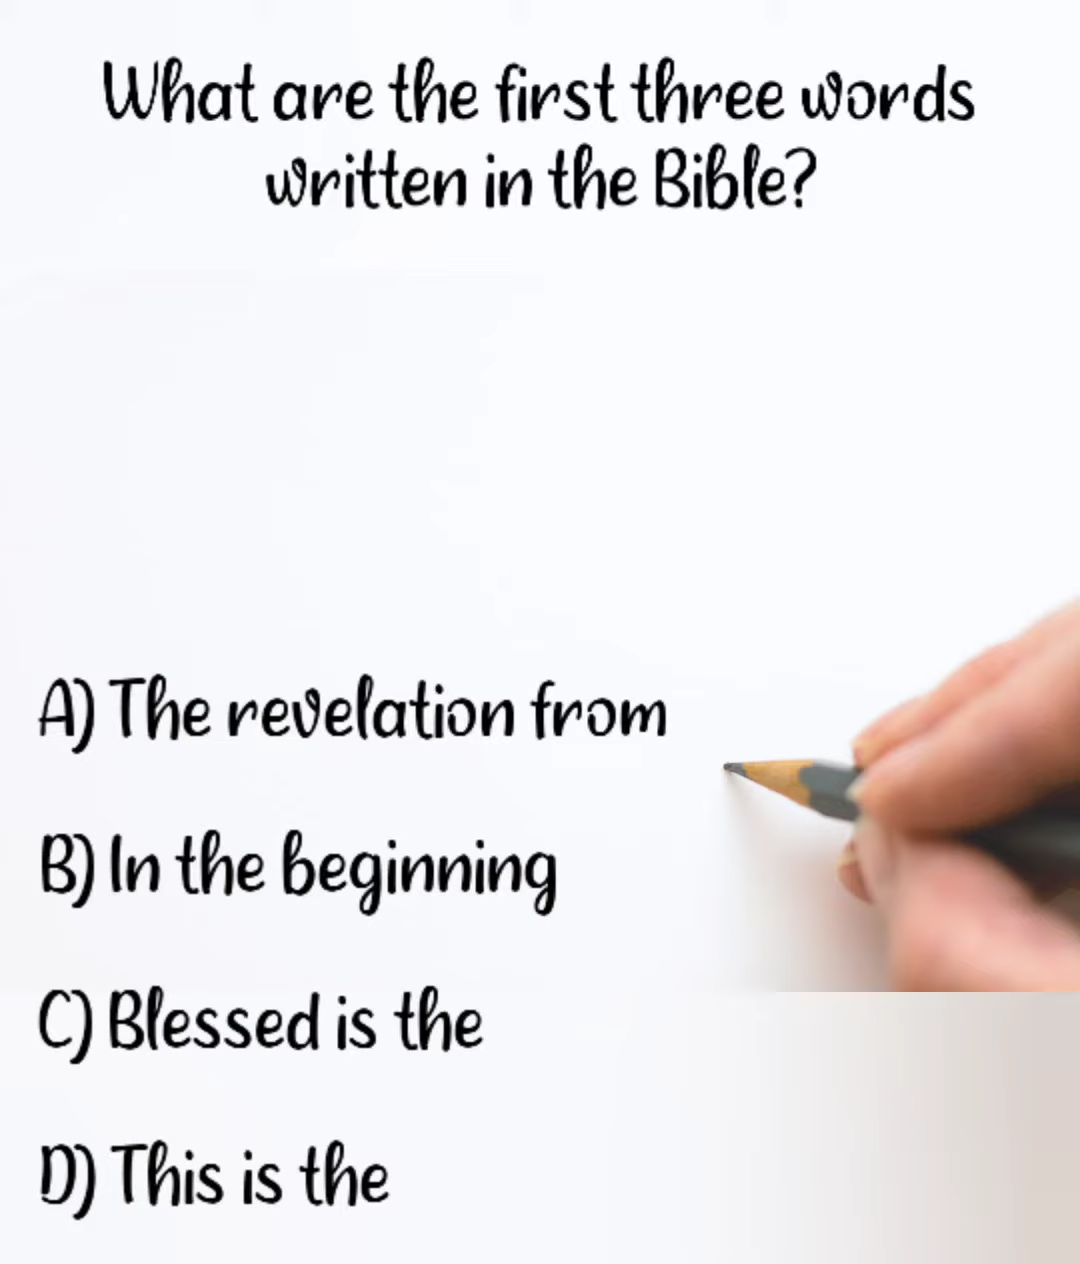 What are the first three words
written in the Bible?
A) The revelation from
B) In the beginning
C) Blessed is the
D) This is the